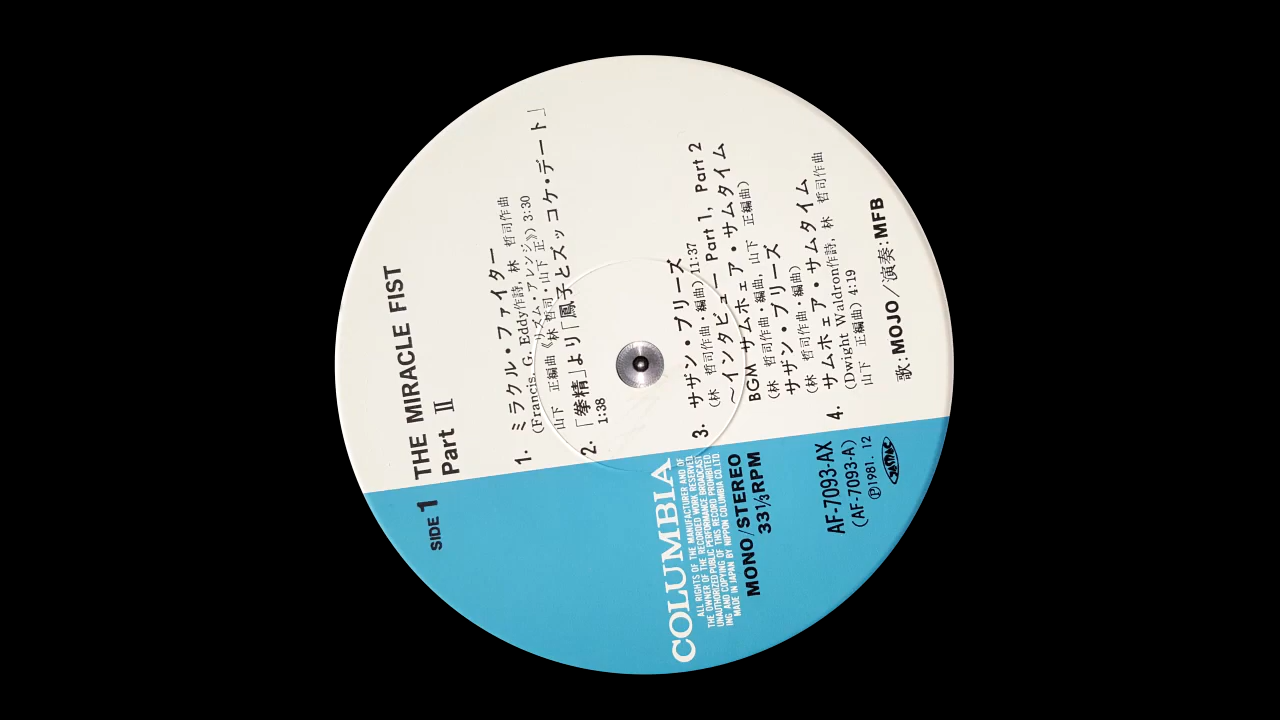 SIDE 1
THE MIRACLE FIST
Part Ⅱ
1. ミラクル・ファイター
(Francis. G. Eddy作詩, 林 哲司作曲
山下 正編曲《林 哲司・山下 正》) 3:30
リズム・アレンジ
2. 「拳精」より「鳳子とズッコケ・デート」
1:38
3. サザン・ブリーズ
(林 哲司作曲・編曲) 11:37
〜インタビュー Part 1, Part 2
BGM サムホェア・サムタイム
(林 哲司作曲・編曲, 山下 正編曲)
サザン・ブリーズ
(林 哲司作曲・編曲)
4. サムホェア・サムタイム
(Dwight Waldron作詩, 林 哲司作曲
山下 正編曲) 4:19
歌: MOJO／演奏: MFB
COLUMBIA
ALL RIGHTS OF THE MANUFACTURER AND OF
THE OWNER OF THE RECORDED WORK RESERVED
UNAUTHORIZED PUBLIC PERFORMANCE BROADCAST
ING AND COPYING OF THIS RECORD PROHIBITED
MADE IN JAPAN BY NIPPON COLUMBIA CO. LTD
MONO/STEREO
33⅓RPM
AF-7093-AX
(AF-7093-A)
Ⓟ1981. 12